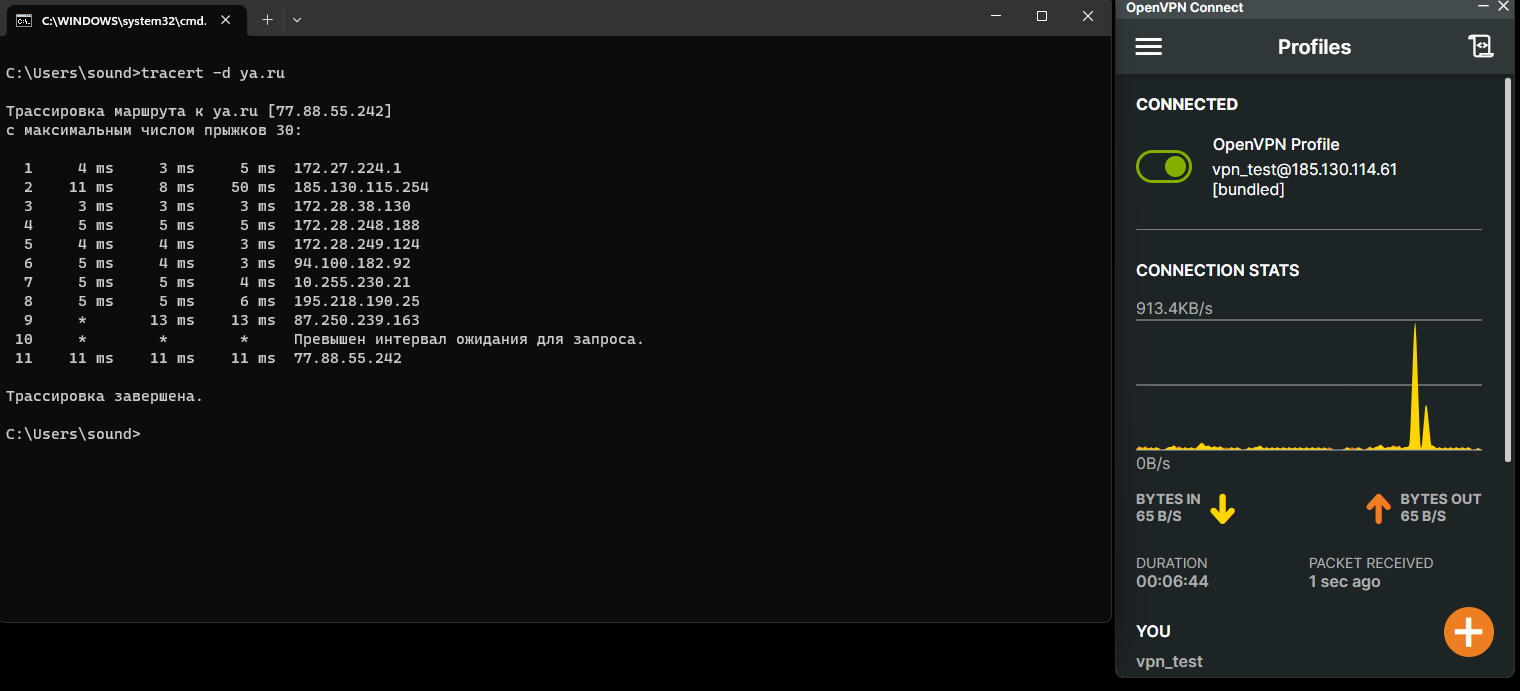 C:\WINDOWS\system32\cmd.
C:\Users\sound>tracert -d ya.ru
Трассировка маршрута к ya.ru [77.88.55.242]
с максимальным числом прыжков 30:
1 4 ms 3 ms 5 ms 172.27.224.1
2 11 ms 8 ms 50 ms 185.130.115.254
3 3 ms 3 ms 3 ms 172.28.38.130
4 5 ms 5 ms 5 ms 172.28.248.188
5 4 ms 4 ms 3 ms 172.28.249.124
6 5 ms 4 ms 3 ms 94.100.182.92
7 5 ms 5 ms 4 ms 10.255.230.21
8 5 ms 5 ms 6 ms 195.218.190.25
9 * 13 ms 13 ms 87.250.239.163
10 * * * Превышен интервал ожидания для запроса.
11 11 ms 11 ms 11 ms 77.88.55.242
Трассировка завершена.
C:\Users\sound>
OpenVPN Connect
Profiles
CONNECTED
OpenVPN Profile
vpn_test@185.130.114.61
[bundled]
CONNECTION STATS
913.4KB/s
0B/s
BYTES IN
65 B/S
BYTES OUT
65 B/S
DURATION
00:06:44
PACKET RECEIVED
1 sec ago
YOU
vpn_test